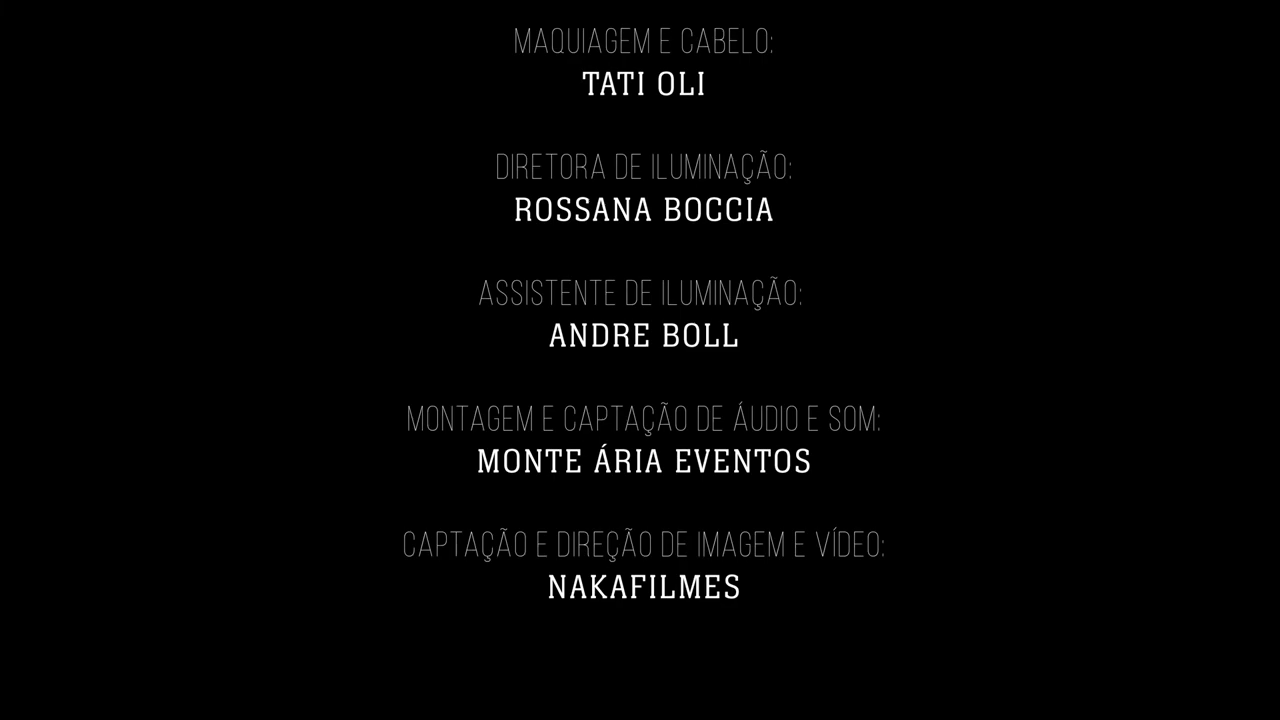 MAQUIAGEM E CABELO:
TATI OLI
DIRETORA DE ILUMINAÇÃO:
ROSSANA BOCCIA
ASSISTENTE DE ILUMINAÇÃO:
ANDRE BOLL
MONTAGEM E CAPTAÇÃO DE ÁUDIO E SOM:
MONTE ÁRIA EVENTOS
CAPTAÇÃO E DIREÇÃO DE IMAGEM E VÍDEO:
NAKAFILMES